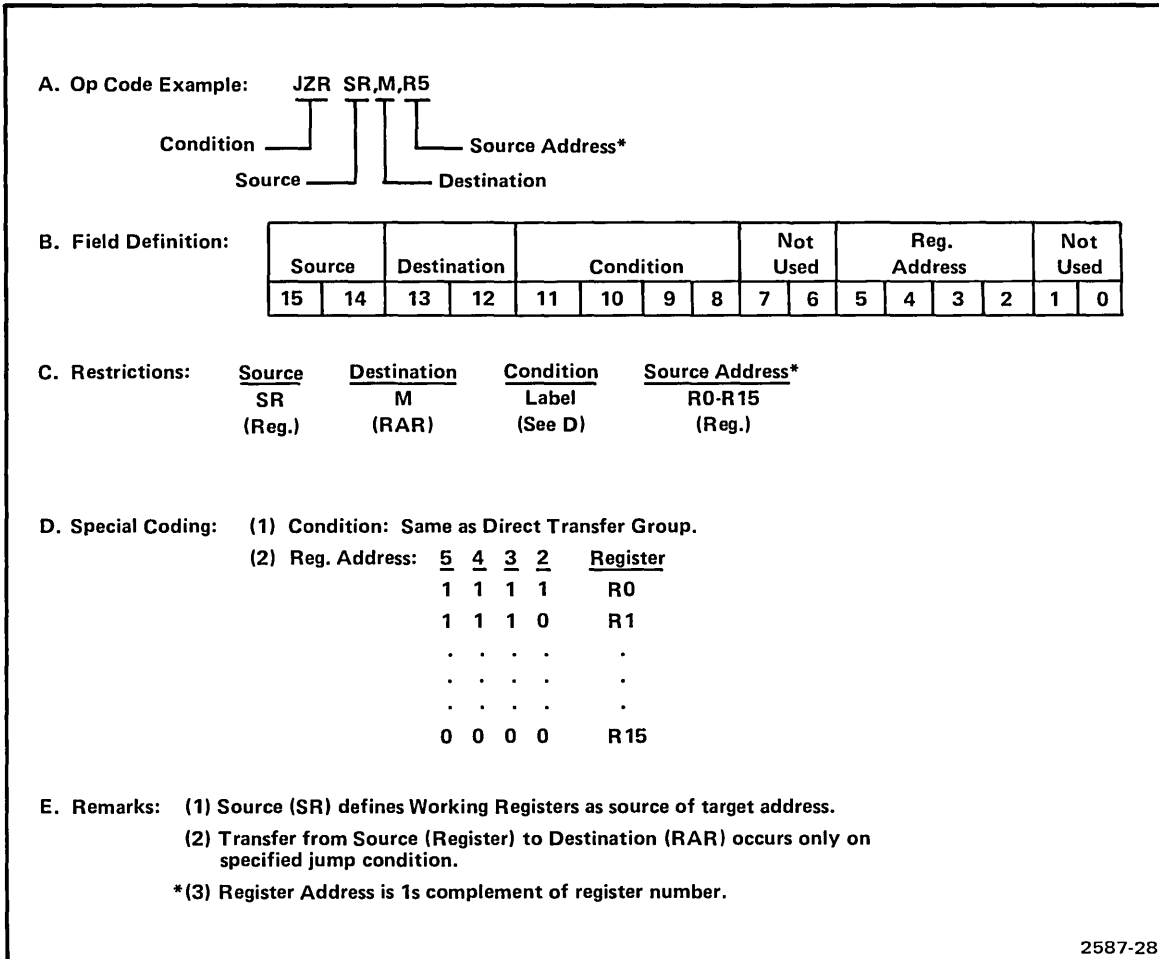 A. Op Code Example: JZR SR,M,R5
Condition Source Address*
Source Destination
B. Field Definition:
Source Destination Condition Not Used Reg. Address Not Used
15 14 13 12 11 10 9 8 7 6 5 4 3 2 1 0
C. Restrictions: Source Destination Condition Source Address*
SR M Label R0-R15
(Reg.) (RAR) (See D) (Reg.)
D. Special Coding: (1) Condition: Same as Direct Transfer Group.
(2) Reg. Address: 5 4 3 2 Register
1 1 1 1 R0
1 1 1 0 R1
. . . . .
. . . . .
. . . . .
0 0 0 0 R15
E. Remarks: (1) Source (SR) defines Working Registers as source of target address.
(2) Transfer from Source (Register) to Destination (RAR) occurs only on
specified jump condition.
*(3) Register Address is 1s complement of register number.
2587-28